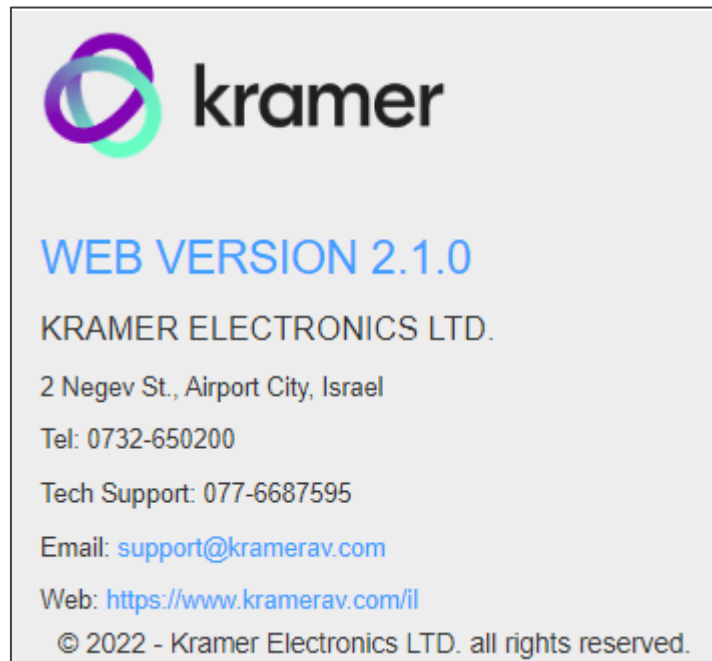 kramer
WEB VERSION 2.1.0
KRAMER ELECTRONICS LTD.
2 Negev St., Airport City, Israel
Tel: 0732-650200
Tech Support: 077-6687595
Email: support@kramerav.com
Web: https://www.kramerav.com/il
© 2022 - Kramer Electronics LTD. all rights reserved.